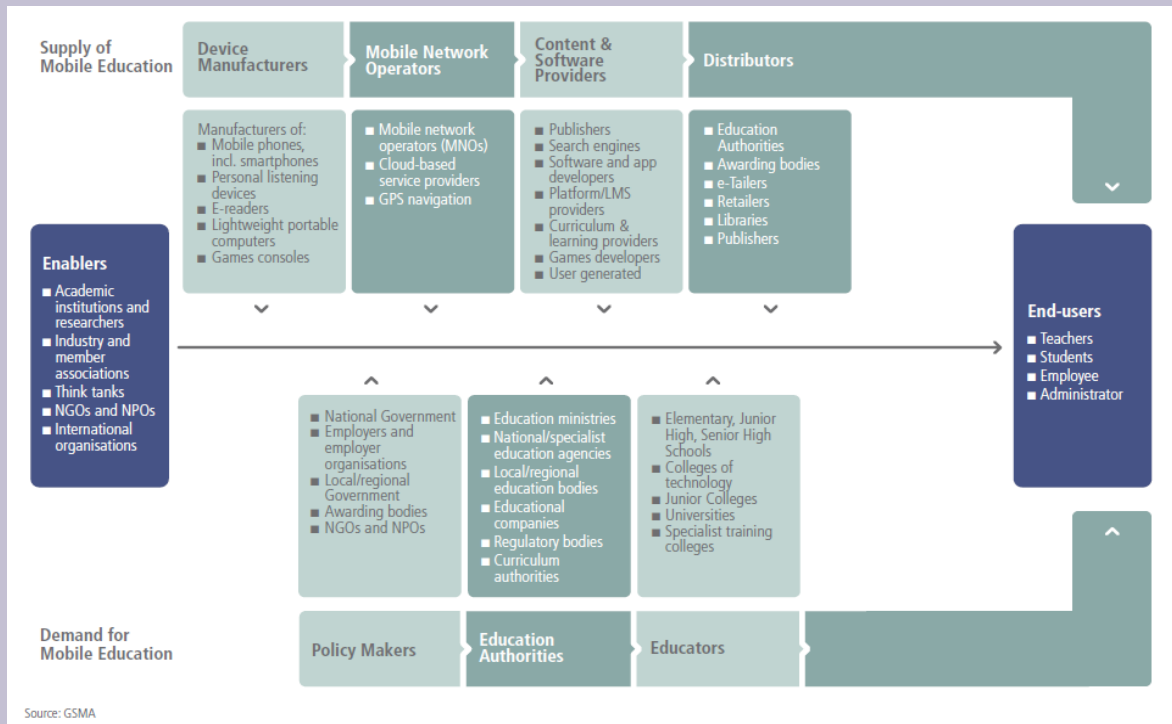 Supply of
Mobile Education
Device
Manufacturers
Mobile Network
Operators
Content &
Software
Providers
Distributors
Manufacturers of:
■ Mobile phones,
incl. smartphones
■ Personal listening
devices
■ E-readers
■ Lightweight portable
computers
■ Games consoles
■ Mobile network
operators (MNOs)
■ Cloud-based
service providers
■ GPS navigation
■ Publishers
■ Search engines
■ Software and app
developers
■ Platform/LMS
providers
■ Curriculum &
learning providers
■ Games developers
■ User generated
■ Education
Authorities
■ Awarding bodies
■ e-Tailers
■ Retailers
■ Libraries
■ Publishers
Enablers
■ Academic
institutions and
researchers
■ Industry and
member
associations
■ Think tanks
■ NGOs and NPOs
■ International
organisations
End-users
■ Teachers
■ Students
■ Employee
■ Administrator
■ National Government
■ Employers and
employer
organisations
■ Local/regional
Government
■ Awarding bodies
■ NGOs and NPOs
■ Education ministries
■ National/specialist
education agencies
■ Local/regional
education bodies
■ Educational
companies
■ Regulatory bodies
■ Curriculum
authorities
■ Elementary, Junior
High, Senior High
Schools
■ Colleges of
technology
■ Junior Colleges
■ Universities
■ Specialist training
colleges
Demand for
Mobile Education
Policy Makers
Education
Authorities
Educators
Source: GSMA